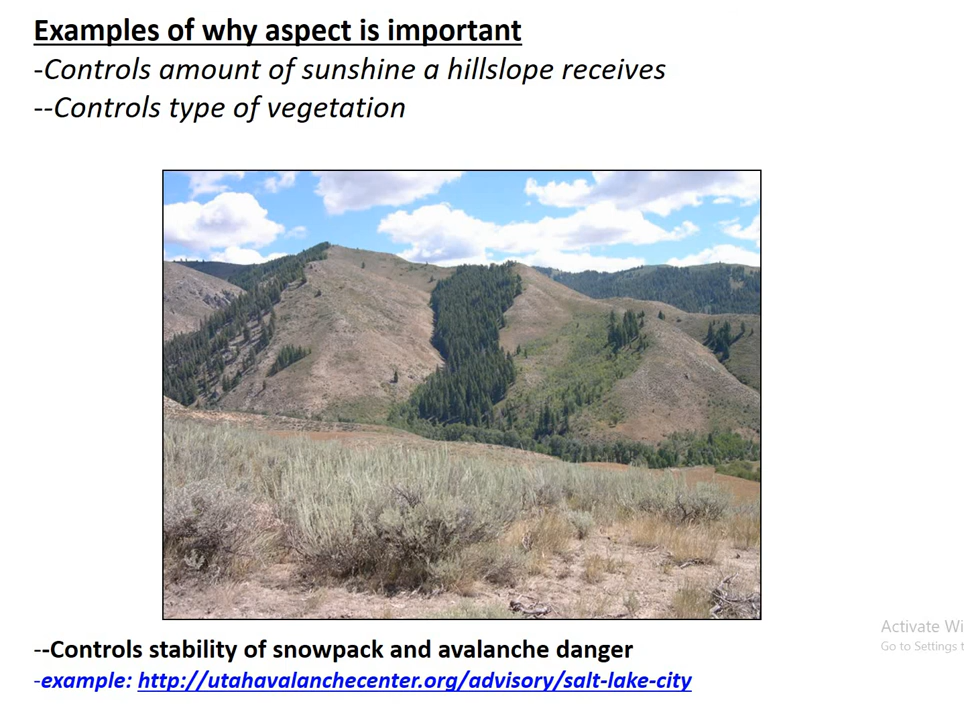 Examples of why aspect is important
-Controls amount of sunshine a hillslope receives
--Controls type of vegetation
--Controls stability of snowpack and avalanche danger
-example: http://utahavalanchecenter.org/advisory/salt-lake-city
Activate Wi
Go to Settings t